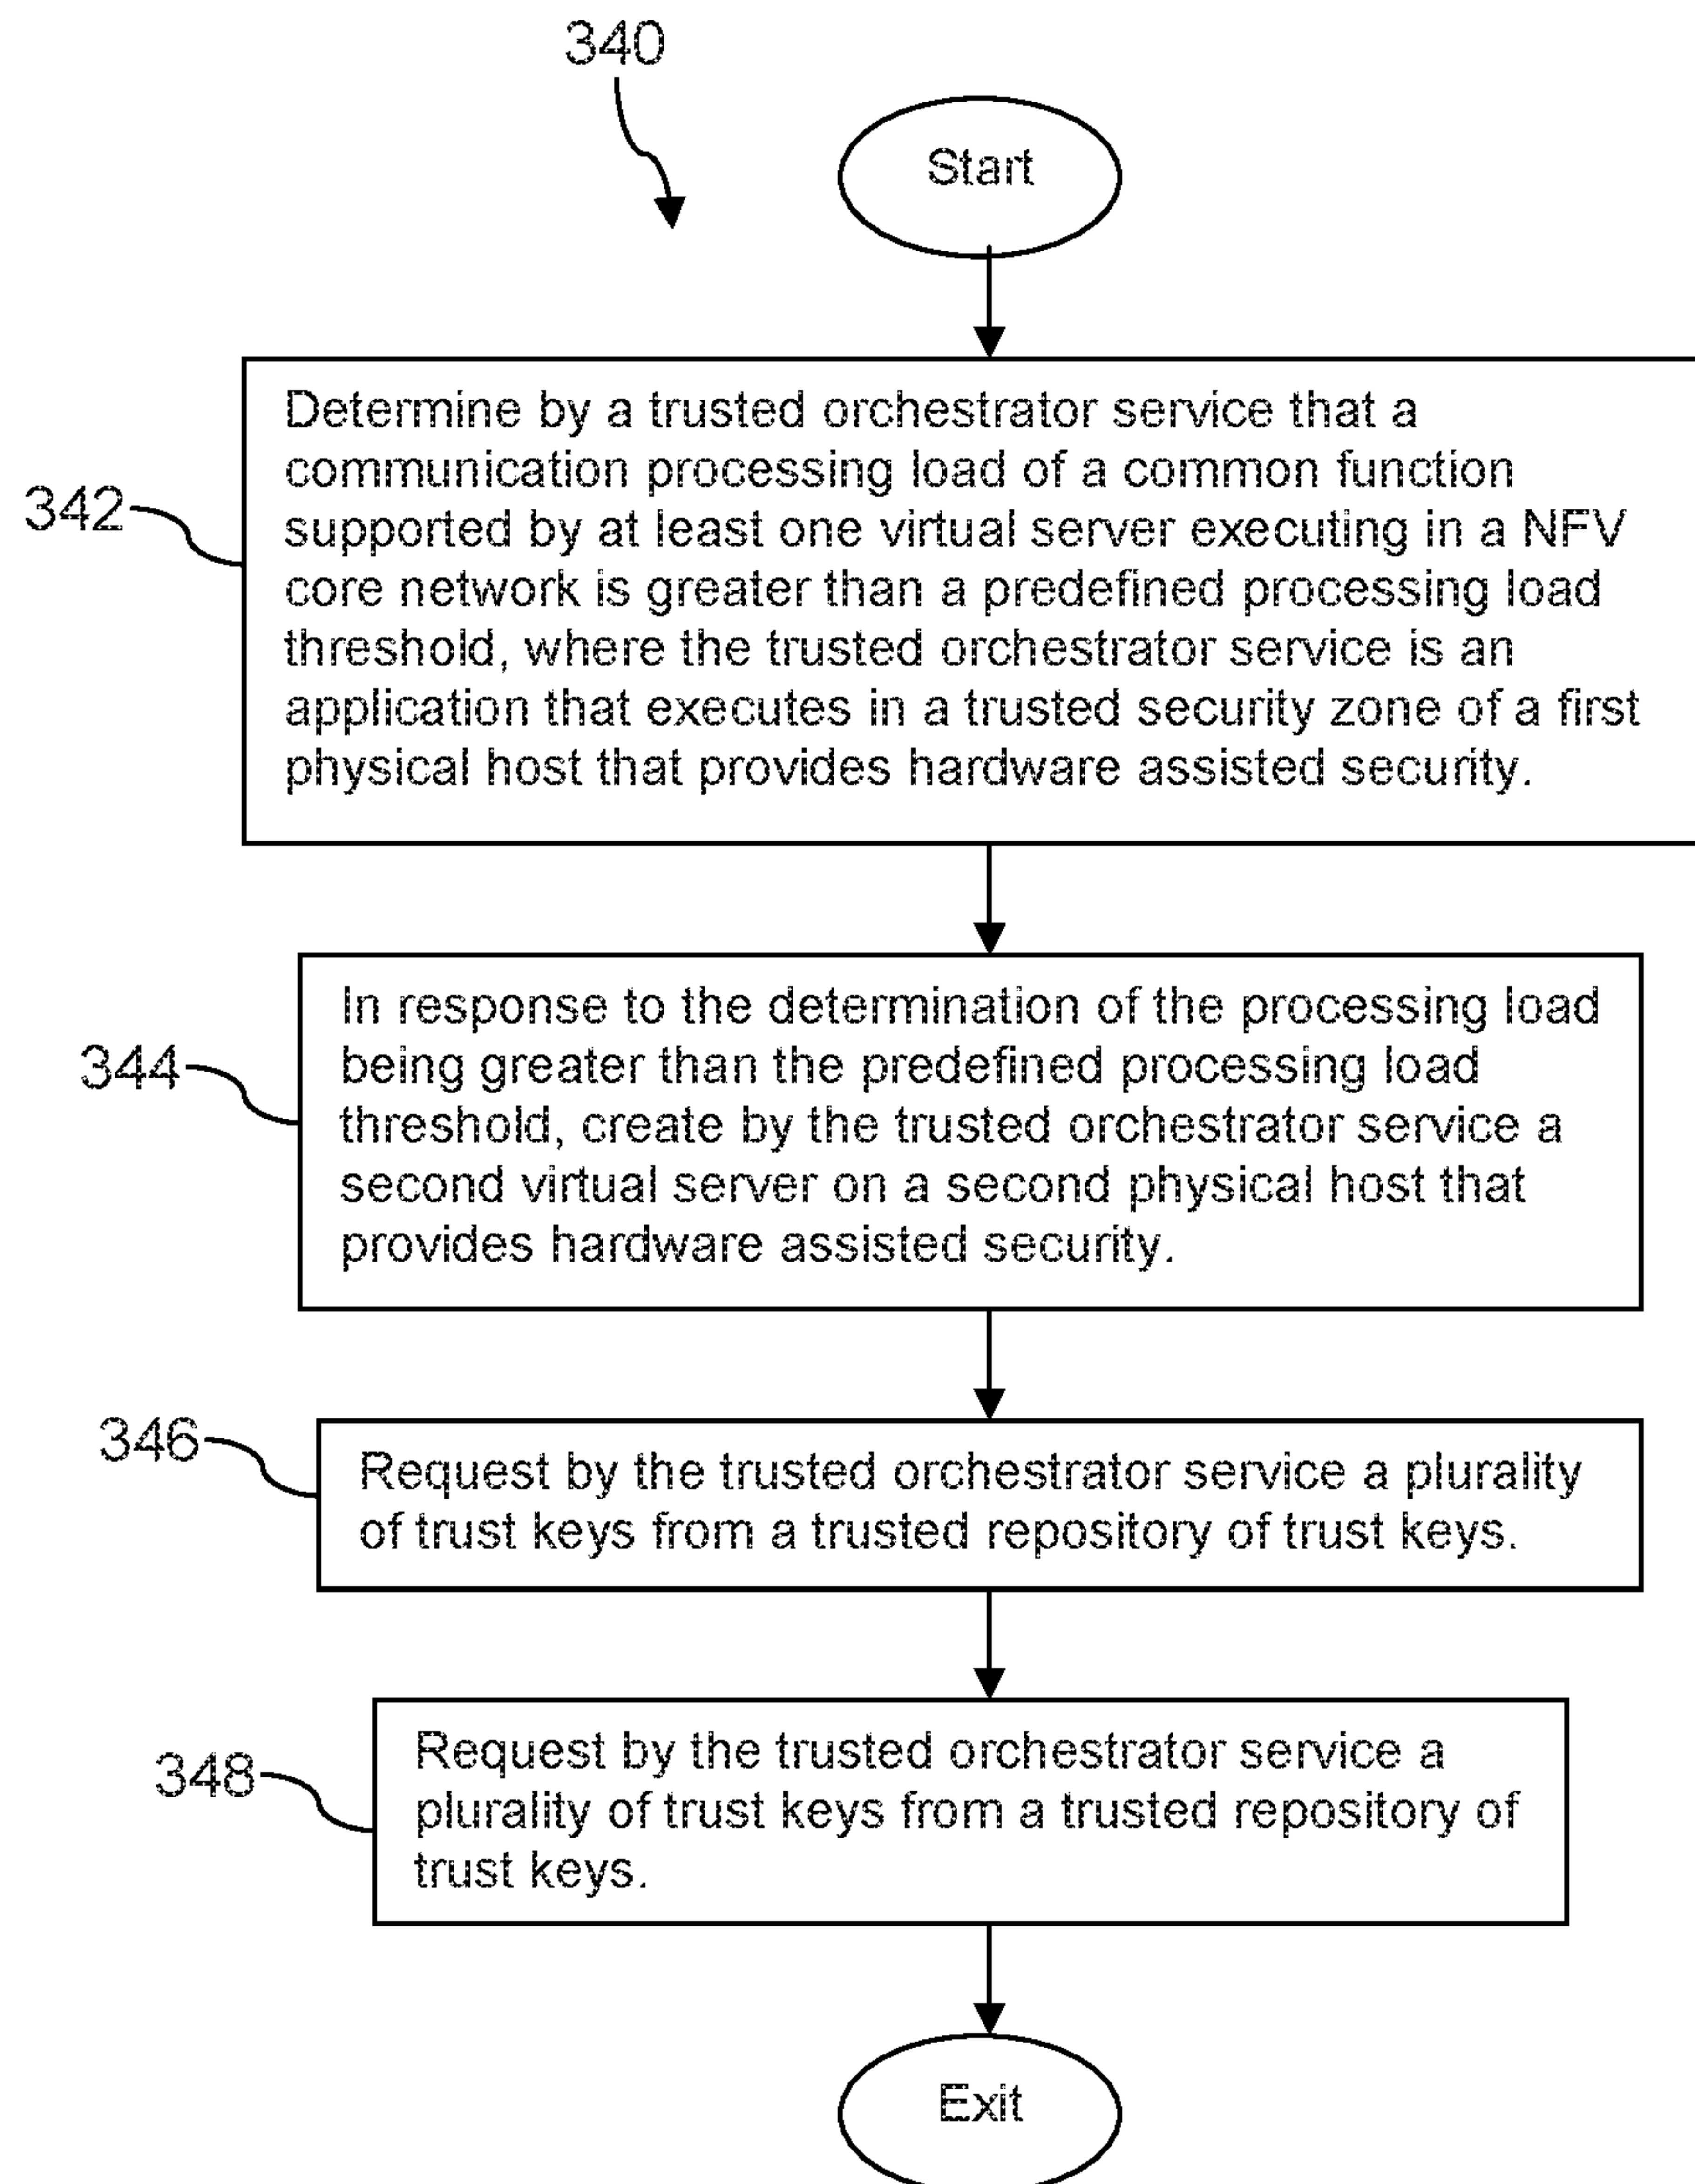 340
Start
342
Determine by a trusted orchestrator service that a
communication processing load of a common function
supported by at least one virtual server executing in a NFV
core network is greater than a predefined processing load
threshold, where the trusted orchestrator service is an
application that executes in a trusted security zone of a first
physical host that provides hardware assisted security.
344
In response to the determination of the processing load
being greater than the predefined processing load
threshold, create by the trusted orchestrator service a
second virtual server on a second physical host that
provides hardware assisted security.
346
Request by the trusted orchestrator service a plurality
of trust keys from a trusted repository of trust keys.
348
Request by the trusted orchestrator service a
plurality of trust keys from a trusted repository of
trust keys.
Exit